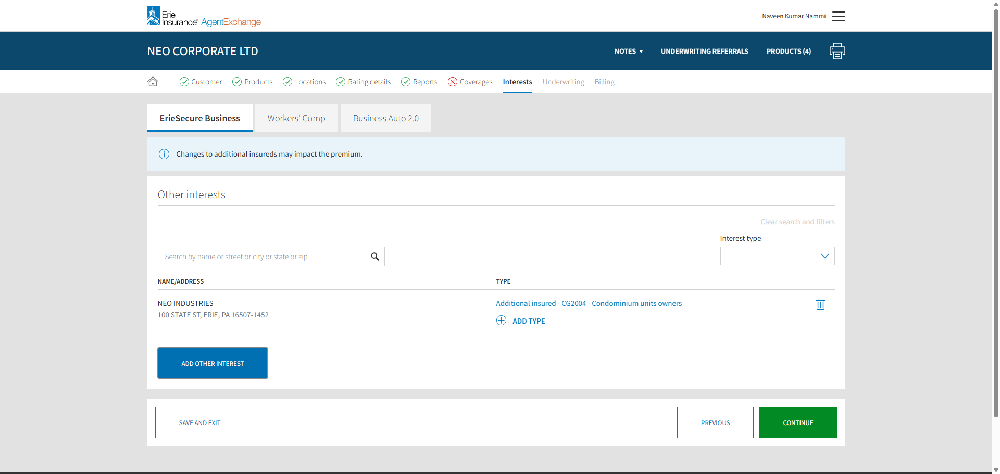 Erie
Insurance® AgentExchange
Naveen Kumar Nammi
NEO CORPORATE LTD
NOTES ▼
UNDERWRITING REFERRALS
PRODUCTS (4)
Customer
Products
Locations
Rating details
Reports
Coverages
Interests
Underwriting
Billing
ErieSecure Business
Workers' Comp
Business Auto 2.0
Changes to additional insureds may impact the premium.
Other interests
Clear search and filters
Interest type
Search by name or street or city or state or zip
NAME/ADDRESS
TYPE
NEO INDUSTRIES
Additional insured - CG2004 - Condominium units owners
100 STATE ST, ERIE, PA 16507-1452
ADD TYPE
ADD OTHER INTEREST
SAVE AND EXIT
PREVIOUS
CONTINUE